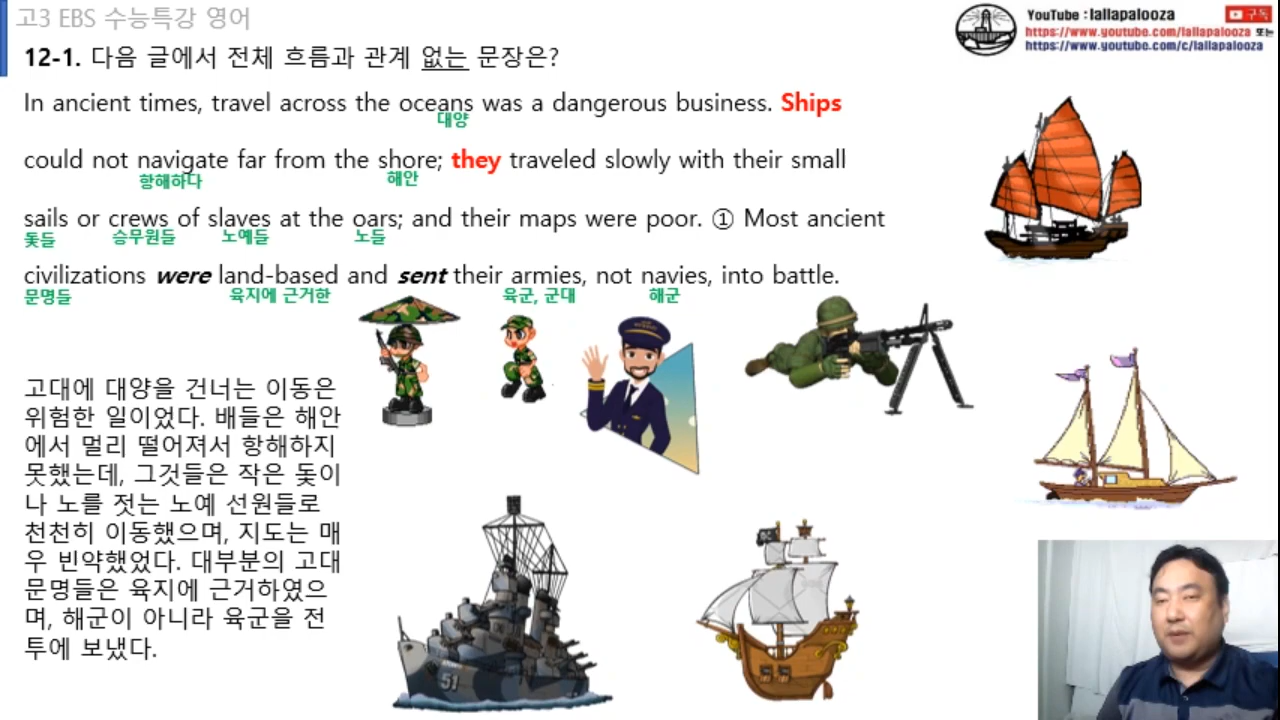 고3 EBS 수능특강 영어
YouTube : lallapalooza
구독
https://www.youtube.com/lallapalooza 또는
https://www.youtube.com/c/lallapalooza
12-1. 다음 글에서 전체 흐름과 관계 없는 문장은?
In ancient times, travel across the oceans was a dangerous business. Ships
대양
could not navigate far from the shore; they traveled slowly with their small
항해하다 해안
sails or crews of slaves at the oars; and their maps were poor. ① Most ancient
돛들 승무원들 노예들 노들
civilizations were land-based and sent their armies, not navies, into battle.
문명들 육지에 근거한 육군, 군대 해군
고대에 대양을 건너는 이동은
위험한 일이었다. 배들은 해안
에서 멀리 떨어져서 항해하지
못했는데, 그것들은 작은 돛이
나 노를 젓는 노예 선원들로
천천히 이동했으며, 지도는 매
우 빈약했었다. 대부분의 고대
문명들은 육지에 근거하였으
며, 해군이 아니라 육군을 전
투에 보냈다.
51